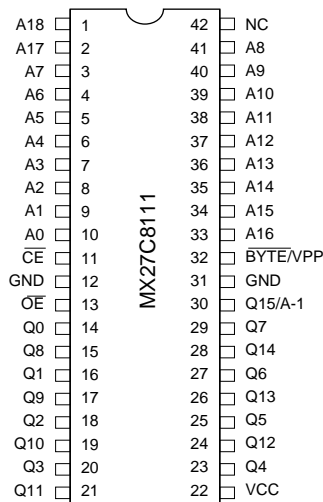 A18 1 42 NC
A17 2 41 A8
A7 3 40 A9
A6 4 39 A10
A5 5 38 A11
A4 6 37 A12
A3 7 36 A13
A2 8 35 A14
A1 9 34 A15
A0 10 33 A16
CE 11 32 BYTE/VPP
GND 12 31 GND
OE 13 30 Q15/A-1
Q0 14 29 Q7
Q8 15 28 Q14
Q1 16 27 Q6
Q9 17 26 Q13
Q2 18 25 Q5
Q10 19 24 Q12
Q3 20 23 Q4
Q11 21 22 VCC
MX27C8111